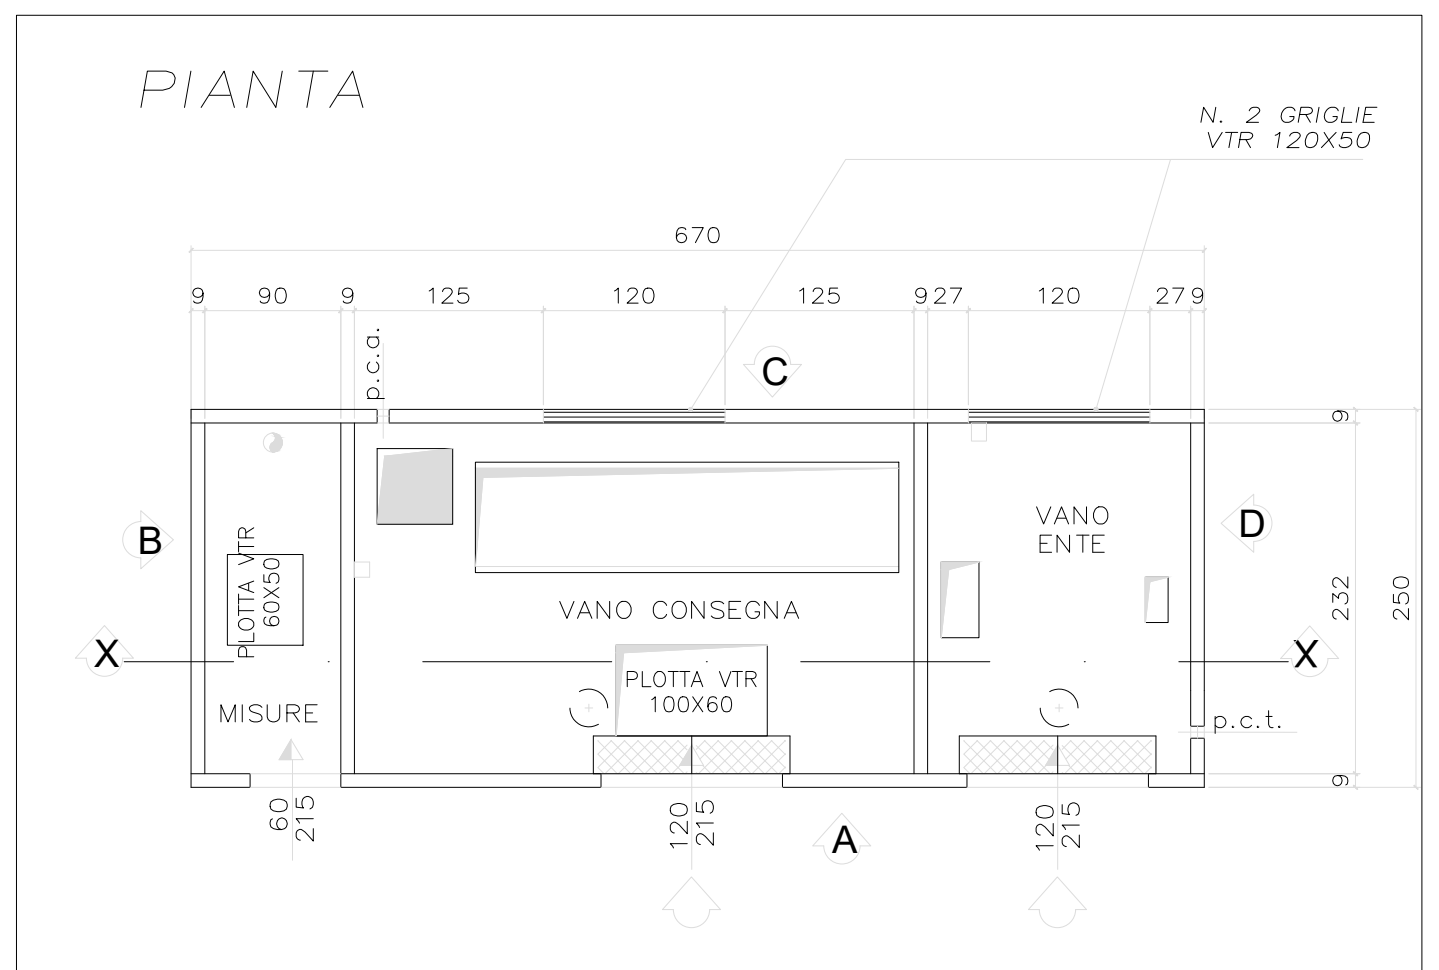 PIANTA
N. 2 GRIGLIE
VTR 120X50
670
9 90 9 125 120 125 9 27 120 27 9
p.c.a.
C
9
B
D
VANO
ENTE
PLOTTA VTR
60X50
232
250
VANO CONSEGNA
X
X
PLOTTA VTR
100X60
MISURE
p.c.t.
9
60
215
120
215
A
120
215